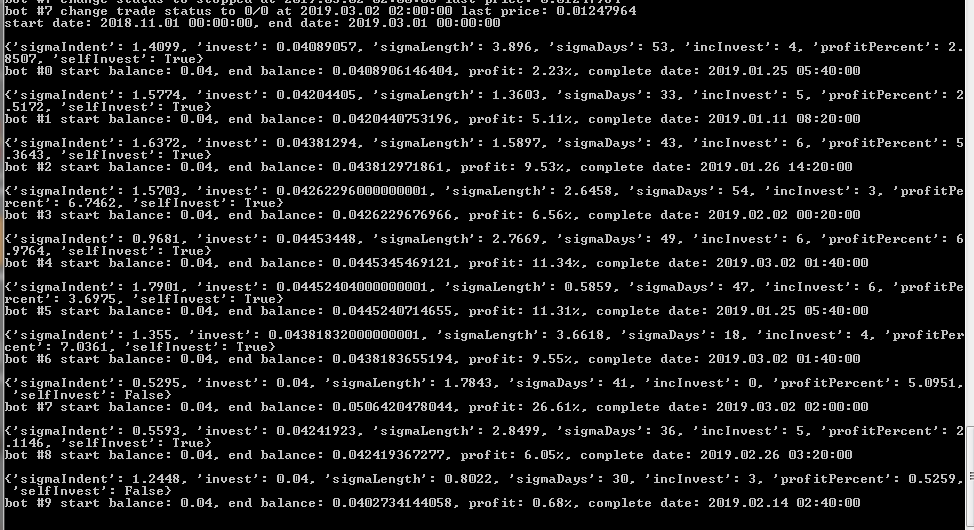 bot #7 change trade status to 0/0 at 2019.03.02 02:00:00 last price: 0.01247964
start date: 2018.11.01 00:00:00, end date: 2019.03.01 00:00:00
{'sigmaIndent': 1.4099, 'invest': 0.04089057, 'sigmaLength': 3.896, 'sigmaDays': 53, 'incInvest': 4, 'profitPercent': 2.
8507, 'selfInvest': True}
bot #0 start balance: 0.04, end balance: 0.0408906146404, profit: 2.23%, complete date: 2019.01.25 05:40:00
{'sigmaIndent': 1.5774, 'invest': 0.04204405, 'sigmaLength': 1.3603, 'sigmaDays': 33, 'incInvest': 5, 'profitPercent': 2
.5172, 'selfInvest': True}
bot #1 start balance: 0.04, end balance: 0.0420440753196, profit: 5.11%, complete date: 2019.01.11 08:20:00
{'sigmaIndent': 1.6372, 'invest': 0.04381294, 'sigmaLength': 1.5897, 'sigmaDays': 43, 'incInvest': 6, 'profitPercent': 5
.3643, 'selfInvest': True}
bot #2 start balance: 0.04, end balance: 0.043812971861, profit: 9.53%, complete date: 2019.01.26 14:20:00
{'sigmaIndent': 1.5703, 'invest': 0.042622960000000001, 'sigmaLength': 2.6458, 'sigmaDays': 54, 'incInvest': 3, 'profitPe
rcent': 6.7462, 'selfInvest': True}
bot #3 start balance: 0.04, end balance: 0.0426229676966, profit: 6.56%, complete date: 2019.02.02 00:20:00
{'sigmaIndent': 0.9681, 'invest': 0.04453448, 'sigmaLength': 2.7669, 'sigmaDays': 49, 'incInvest': 6, 'profitPercent': 6
.9764, 'selfInvest': True}
bot #4 start balance: 0.04, end balance: 0.0445345469121, profit: 11.34%, complete date: 2019.03.02 01:40:00
{'sigmaIndent': 1.7901, 'invest': 0.044524040000000001, 'sigmaLength': 0.5859, 'sigmaDays': 47, 'incInvest': 6, 'profitPe
rcent': 3.6975, 'selfInvest': True}
bot #5 start balance: 0.04, end balance: 0.0445240714655, profit: 11.31%, complete date: 2019.01.25 05:40:00
{'sigmaIndent': 1.355, 'invest': 0.043818320000000001, 'sigmaLength': 3.6618, 'sigmaDays': 18, 'incInvest': 4, 'profitPer
cent': 7.0361, 'selfInvest': True}
bot #6 start balance: 0.04, end balance: 0.0438183655194, profit: 9.55%, complete date: 2019.03.02 01:40:00
{'sigmaIndent': 0.5295, 'invest': 0.04, 'sigmaLength': 1.7843, 'sigmaDays': 41, 'incInvest': 0, 'profitPercent': 5.0951,
'selfInvest': False}
bot #7 start balance: 0.04, end balance: 0.0506420478044, profit: 26.61%, complete date: 2019.03.02 02:00:00
{'sigmaIndent': 0.5593, 'invest': 0.04241923, 'sigmaLength': 2.8499, 'sigmaDays': 36, 'incInvest': 5, 'profitPercent': 2
.1146, 'selfInvest': True}
bot #8 start balance: 0.04, end balance: 0.042419367277, profit: 6.05%, complete date: 2019.02.26 03:20:00
{'sigmaIndent': 1.2448, 'invest': 0.04, 'sigmaLength': 0.8022, 'sigmaDays': 30, 'incInvest': 3, 'profitPercent': 0.5259,
'selfInvest': False}
bot #9 start balance: 0.04, end balance: 0.04027344144058, profit: 0.68%, complete date: 2019.02.14 02:40:00